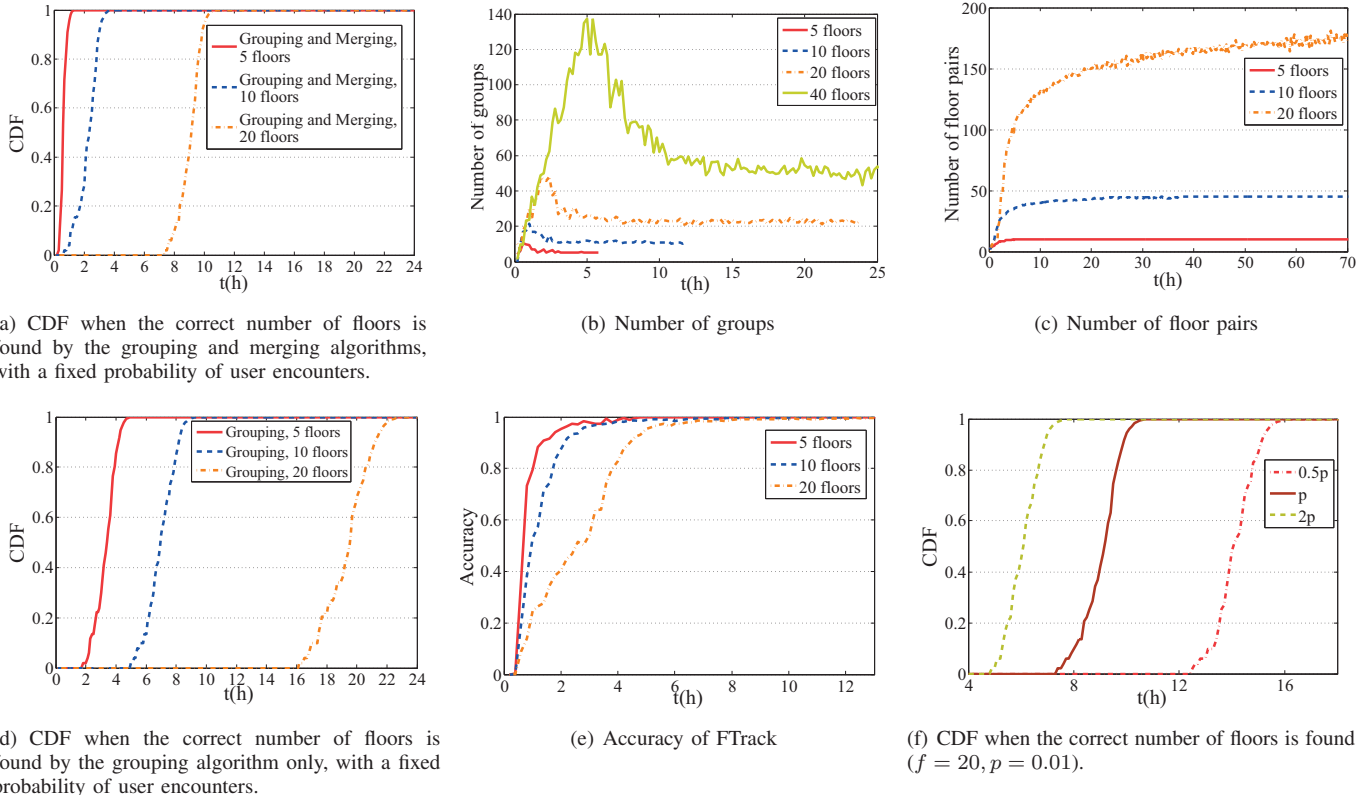 CDF
1
0.8
0.6
0.4
0.2
0
0 2 4 6 8 10 12 14 16 18 20 22 24
t(h)
Grouping and Merging,
5 floors
Grouping and Merging,
10 floors
Grouping and Merging,
20 floors
a) CDF when the correct number of floors is
found by the grouping and merging algorithms,
with a fixed probability of user encounters.
Number of groups
140
120
100
80
60
40
20
0
0 5 10 15 20 25
t(h)
5 floors
10 floors
20 floors
40 floors
(b) Number of groups
Number of floor pairs
200
150
100
50
0
0 10 20 30 40 50 60 70
t(h)
5 floors
10 floors
20 floors
(c) Number of floor pairs
CDF
1
0.8
0.6
0.4
0.2
0
0 2 4 6 8 10 12 14 16 18 20 22 24
t(h)
Grouping, 5 floors
Grouping, 10 floors
Grouping, 20 floors
d) CDF when the correct number of floors is
found by the grouping algorithm only, with a fixed
probability of user encounters.
Accuracy
1
0.8
0.6
0.4
0.2
0
0 2 4 6 8 10 12
t(h)
5 floors
10 floors
20 floors
(e) Accuracy of FTrack
CDF
1
0.8
0.6
0.4
0.2
0
4 8 12 16
t(h)
0.5p
p
2p
(f) CDF when the correct number of floors is found
(f = 20, p = 0.01).